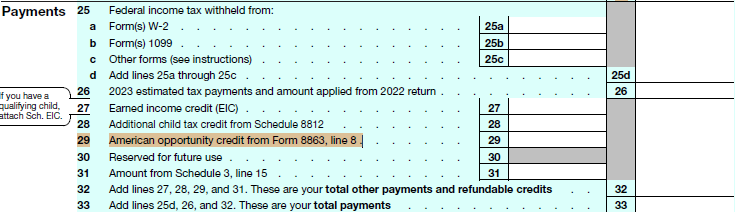 Payments 25 Federal income tax withheld from:
a Form(s) W-2 . . . . . . . . . . . . . . . . . . 25a
b Form(s) 1099 . . . . . . . . . . . . . . . . . 25b
c Other forms (see instructions) . . . . . . . . . . . . . 25c
d Add lines 25a through 25c . . . . . . . . . . . . . . . . . . . . 25d
If you have a qualifying child, attach Sch. EIC.
26 2023 estimated tax payments and amount applied from 2022 return . . . . . . . . . . 26
27 Earned income credit (EIC) . . . . . . . . . . . . . . 27
28 Additional child tax credit from Schedule 8812 . . . . . . . . 28
29 American opportunity credit from Form 8863, line 8 . . . . . . . 29
30 Reserved for future use . . . . . . . . . . . . . . . 30
31 Amount from Schedule 3, line 15 . . . . . . . . . . . . 31
32 Add lines 27, 28, 29, and 31. These are your total other payments and refundable credits . . 32
33 Add lines 25d, 26, and 32. These are your total payments . . . . . . . . . . . 33